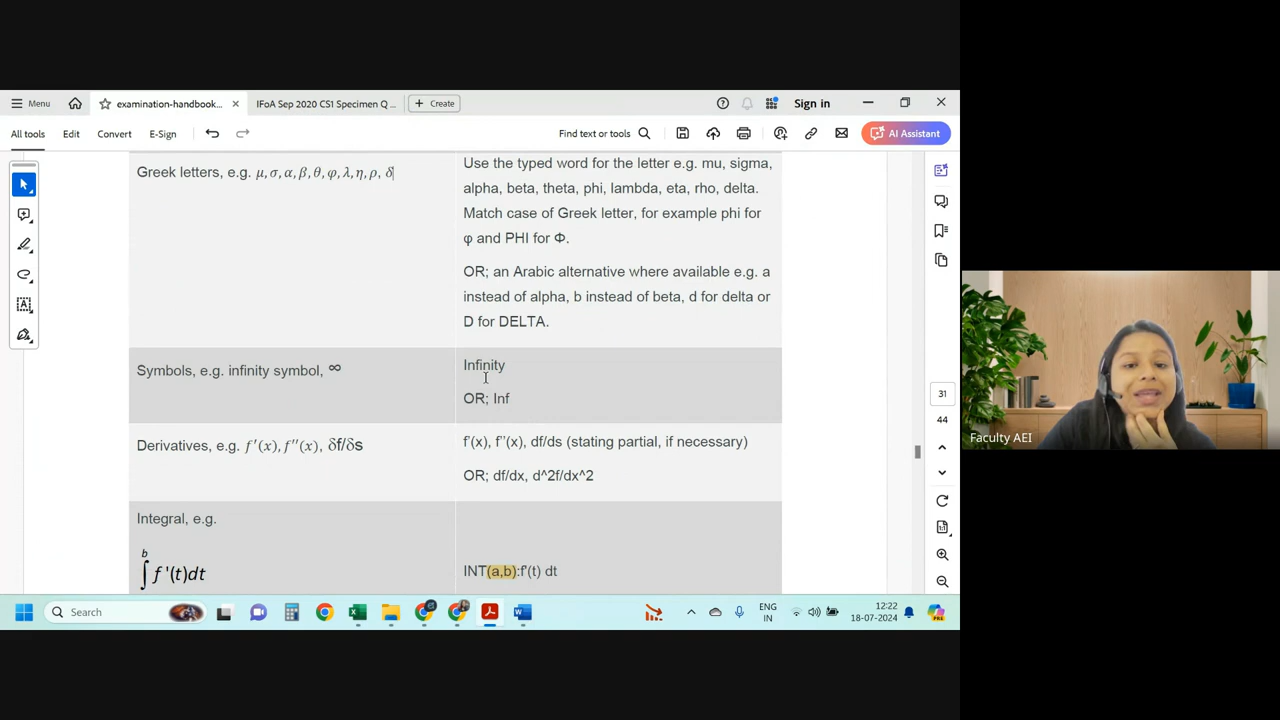 Menu
examination-handbook...
IFoA Sep 2020 CS1 Specimen Q ...
Create
Sign in
All tools
Edit
Convert
E-Sign
Find text or tools
AI Assistant
Greek letters, e.g. μ, σ, α, β, θ, φ, λ, η, ρ, δ
Use the typed word for the letter e.g. mu, sigma,
alpha, beta, theta, phi, lambda, eta, rho, delta.
Match case of Greek letter, for example phi for
φ and PHI for Φ.
OR; an Arabic alternative where available e.g. a
instead of alpha, b instead of beta, d for delta or
D for DELTA.
Symbols, e.g. infinity symbol, ∞
Infinity
OR; Inf
Derivatives, e.g. f′(x), f″(x), δf/δs
f'(x), f''(x), df/ds (stating partial, if necessary)
OR; df/dx, d^2f/dx^2
Integral, e.g.
b
∫ f '(t)dt
INT(a,b):f'(t) dt
31
44
1:1
Faculty AEI
Search
ENG
IN
12:22
18-07-2024
PRE